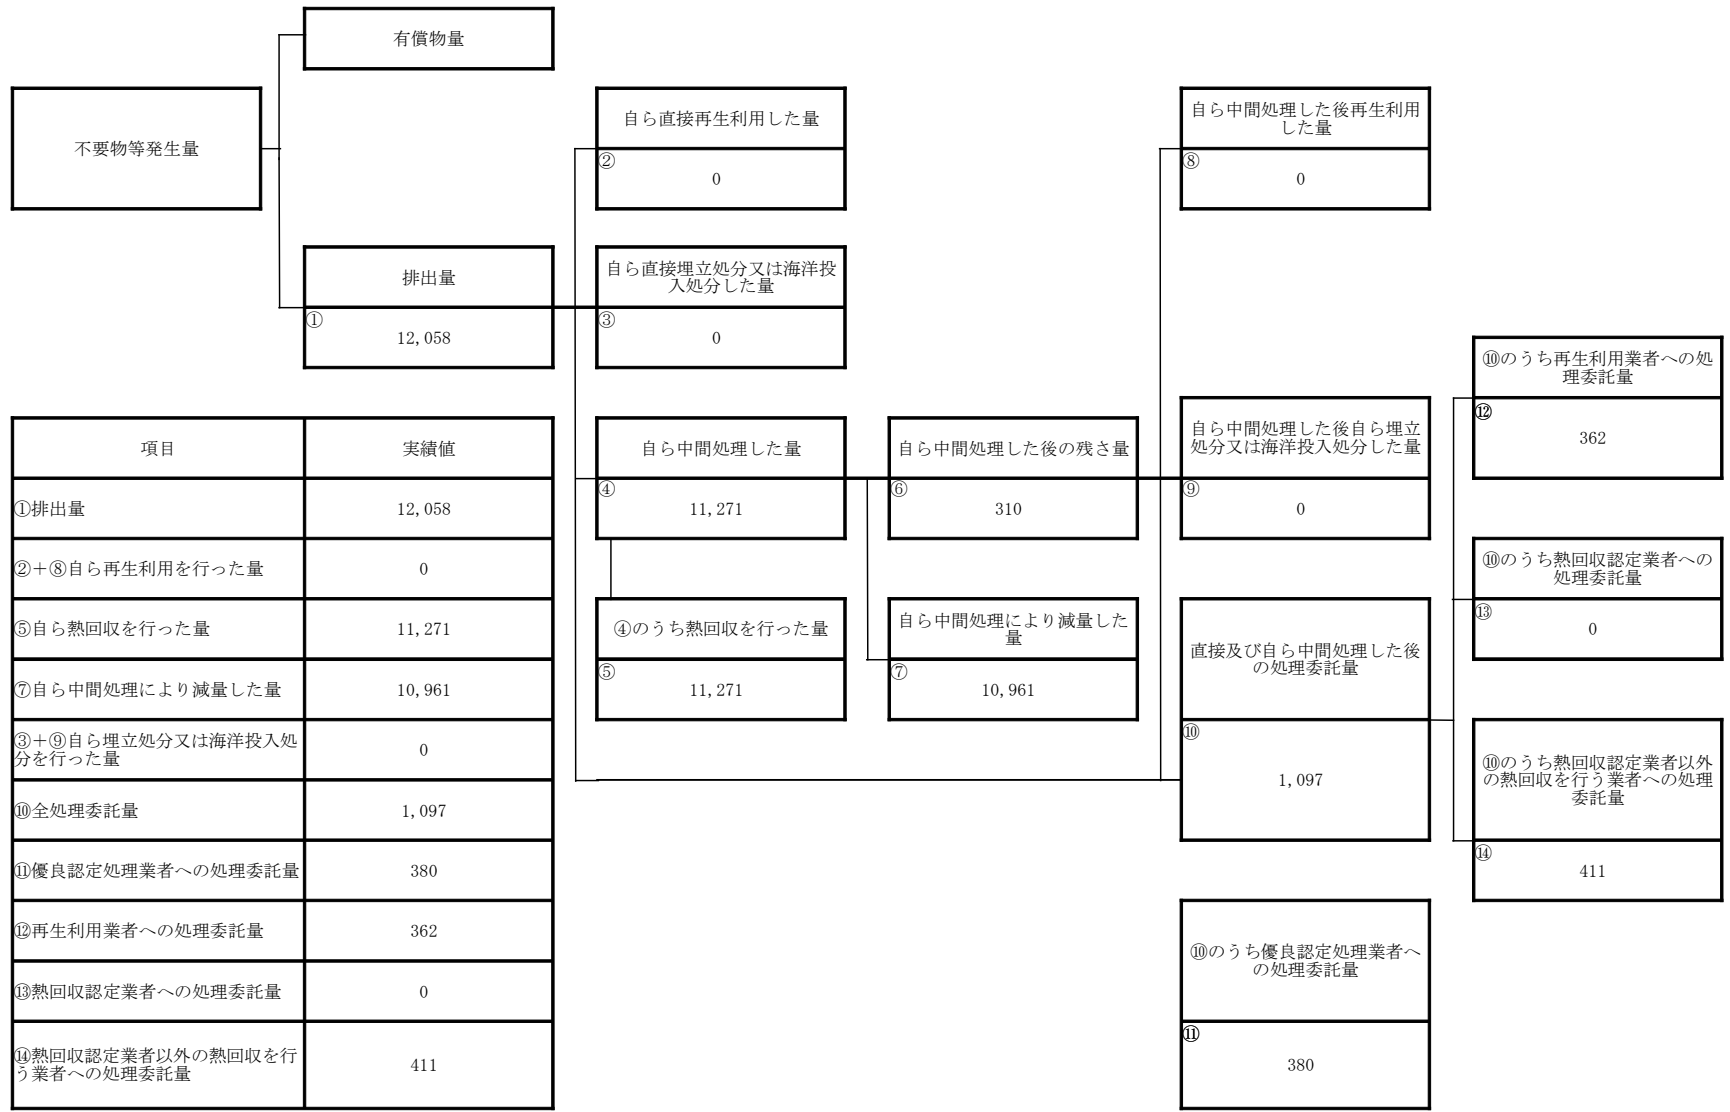 有償物量
不要物等発生量
自ら直接再生利用した量
②
0
自ら中間処理した後再生利用
した量
⑧
0
排出量
①
12,058
自ら直接埋立処分又は海洋投
入処分した量
③
0
⑩のうち再生利用業者への処
理委託量
⑫
362
項目
実績値
①排出量
12,058
②+⑧自ら再生利用を行った量
0
⑤自ら熱回収を行った量
11,271
⑦自ら中間処理により減量した量
10,961
③+⑨自ら埋立処分又は海洋投入処
分を行った量
0
⑩全処理委託量
1,097
⑪優良認定処理業者への処理委託量
380
⑫再生利用業者への処理委託量
362
⑬熱回収認定業者への処理委託量
0
⑭熱回収認定業者以外の熱回収を行
う業者への処理委託量
411
自ら中間処理した量
④
11,271
自ら中間処理した後の残さ量
⑥
310
自ら中間処理した後自ら埋立
処分又は海洋投入処分した量
⑨
0
④のうち熱回収を行った量
⑤
11,271
自ら中間処理により減量した
量
⑦
10,961
直接及び自ら中間処理した後
の処理委託量
⑩
1,097
⑩のうち熱回収認定業者への
処理委託量
⑬
0
⑩のうち熱回収認定業者以外
の熱回収を行う業者への処理
委託量
⑭
411
⑩のうち優良認定処理業者へ
の処理委託量
⑪
380